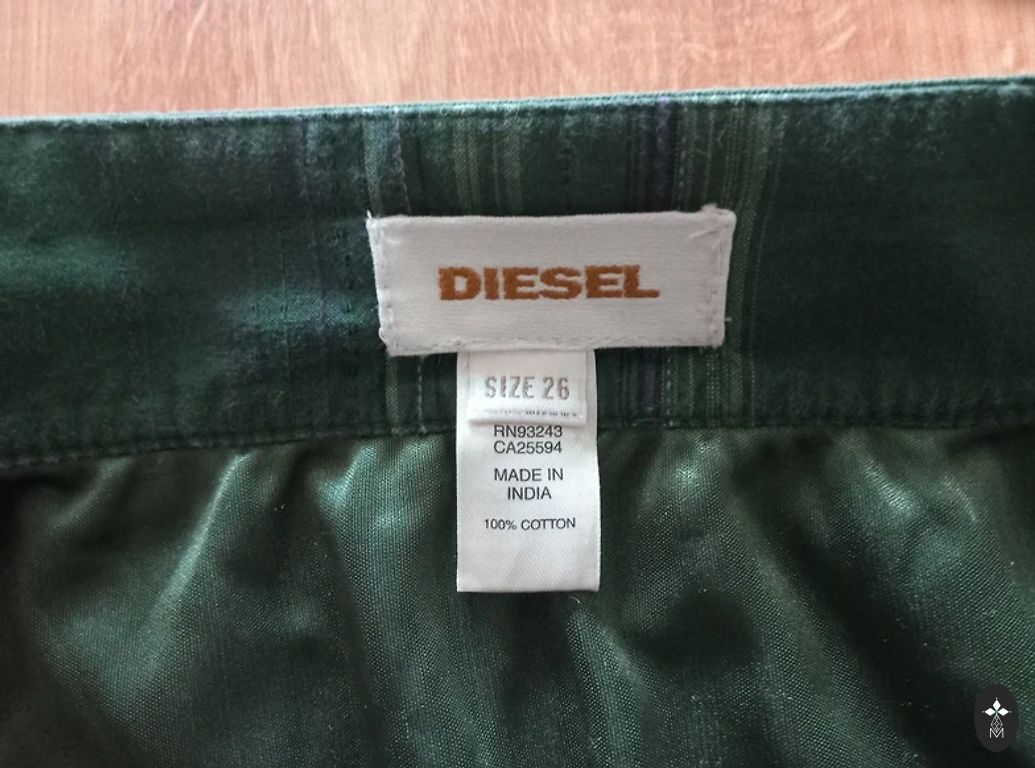 DIESEL
SIZE 26
RN93243
CA25594
MADE IN
INDIA
100% COTTON
M